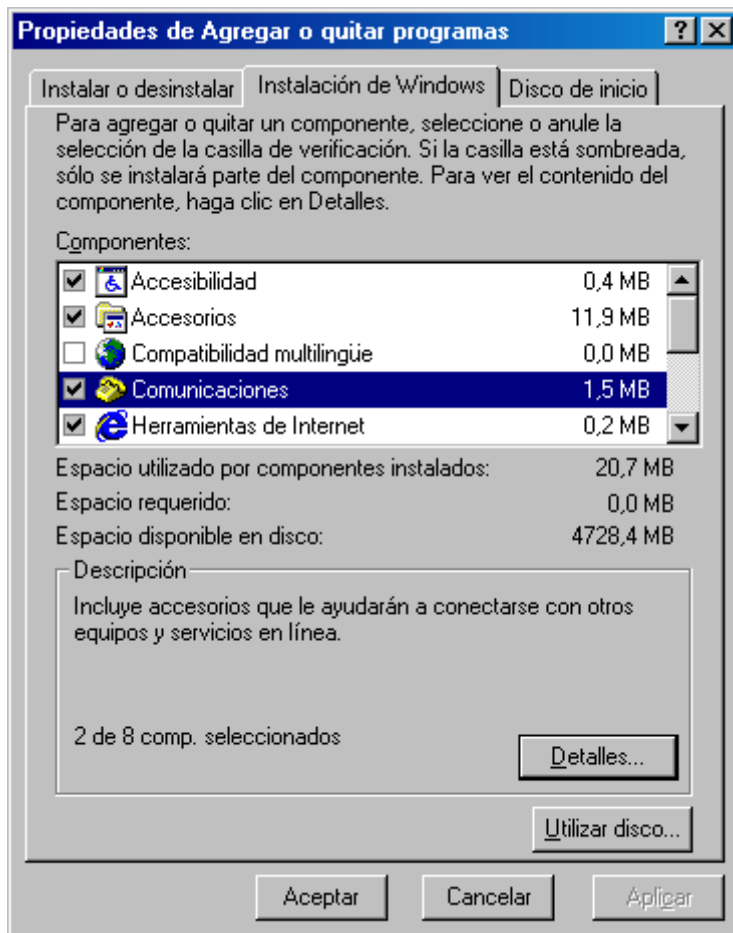 Propiedades de Agregar o quitar programas
Instalar o desinstalar Instalación de Windows Disco de inicio
Para agregar o quitar un componente, seleccione o anule la
selección de la casilla de verificación. Si la casilla está sombreada,
sólo se instalará parte del componente. Para ver el contenido del
componente, haga clic en Detalles.
Componentes:
Accesibilidad 0,4 MB
Accesorios 11,9 MB
Compatibilidad multilingüe 0,0 MB
Comunicaciones 1,5 MB
Herramientas de Internet 0,2 MB
Espacio utilizado por componentes instalados: 20,7 MB
Espacio requerido: 0,0 MB
Espacio disponible en disco: 4728,4 MB
Descripción
Incluye accesorios que le ayudarán a conectarse con otros
equipos y servicios en línea.
2 de 8 comp. seleccionados
Detalles...
Utilizar disco...
Aceptar Cancelar Aplicar